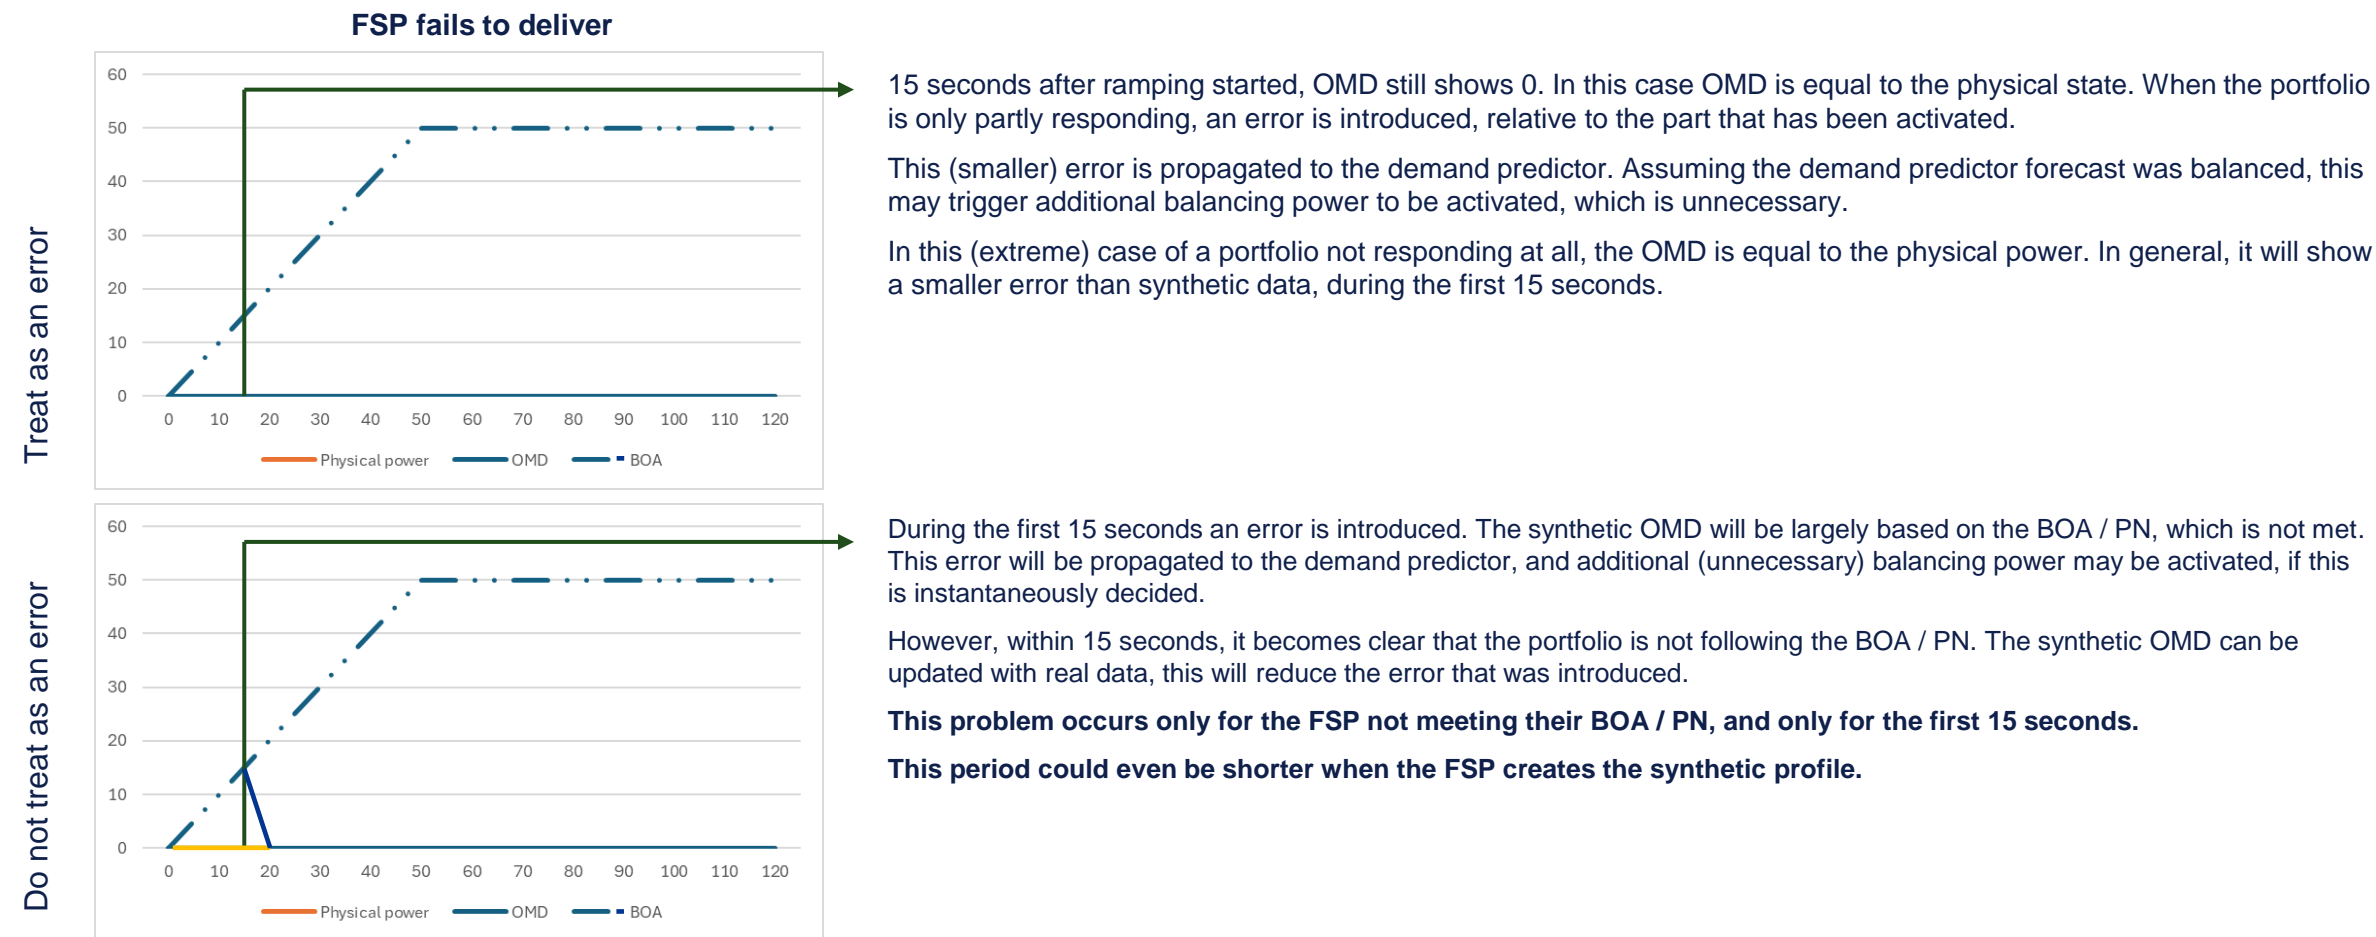 FSP fails to deliver
Treat as an error
60
50
40
30
20
10
0
0 10 20 30 40 50 60 70 80 90 100 110 120
Physical power OMD BOA
15 seconds after ramping started, OMD still shows 0. In this case OMD is equal to the physical state. When the portfolio
is only partly responding, an error is introduced, relative to the part that has been activated.
This (smaller) error is propagated to the demand predictor. Assuming the demand predictor forecast was balanced, this
may trigger additional balancing power to be activated, which is unnecessary.
In this (extreme) case of a portfolio not responding at all, the OMD is equal to the physical power. In general, it will show
a smaller error than synthetic data, during the first 15 seconds.
Do not treat as an error
60
50
40
30
20
10
0
0 10 20 30 40 50 60 70 80 90 100 110 120
Physical power OMD BOA
During the first 15 seconds an error is introduced. The synthetic OMD will be largely based on the BOA / PN, which is not met.
This error will be propagated to the demand predictor, and additional (unnecessary) balancing power may be activated, if this
is instantaneously decided.
However, within 15 seconds, it becomes clear that the portfolio is not following the BOA / PN. The synthetic OMD can be
updated with real data, this will reduce the error that was introduced.
This problem occurs only for the FSP not meeting their BOA / PN, and only for the first 15 seconds.
This period could even be shorter when the FSP creates the synthetic profile.